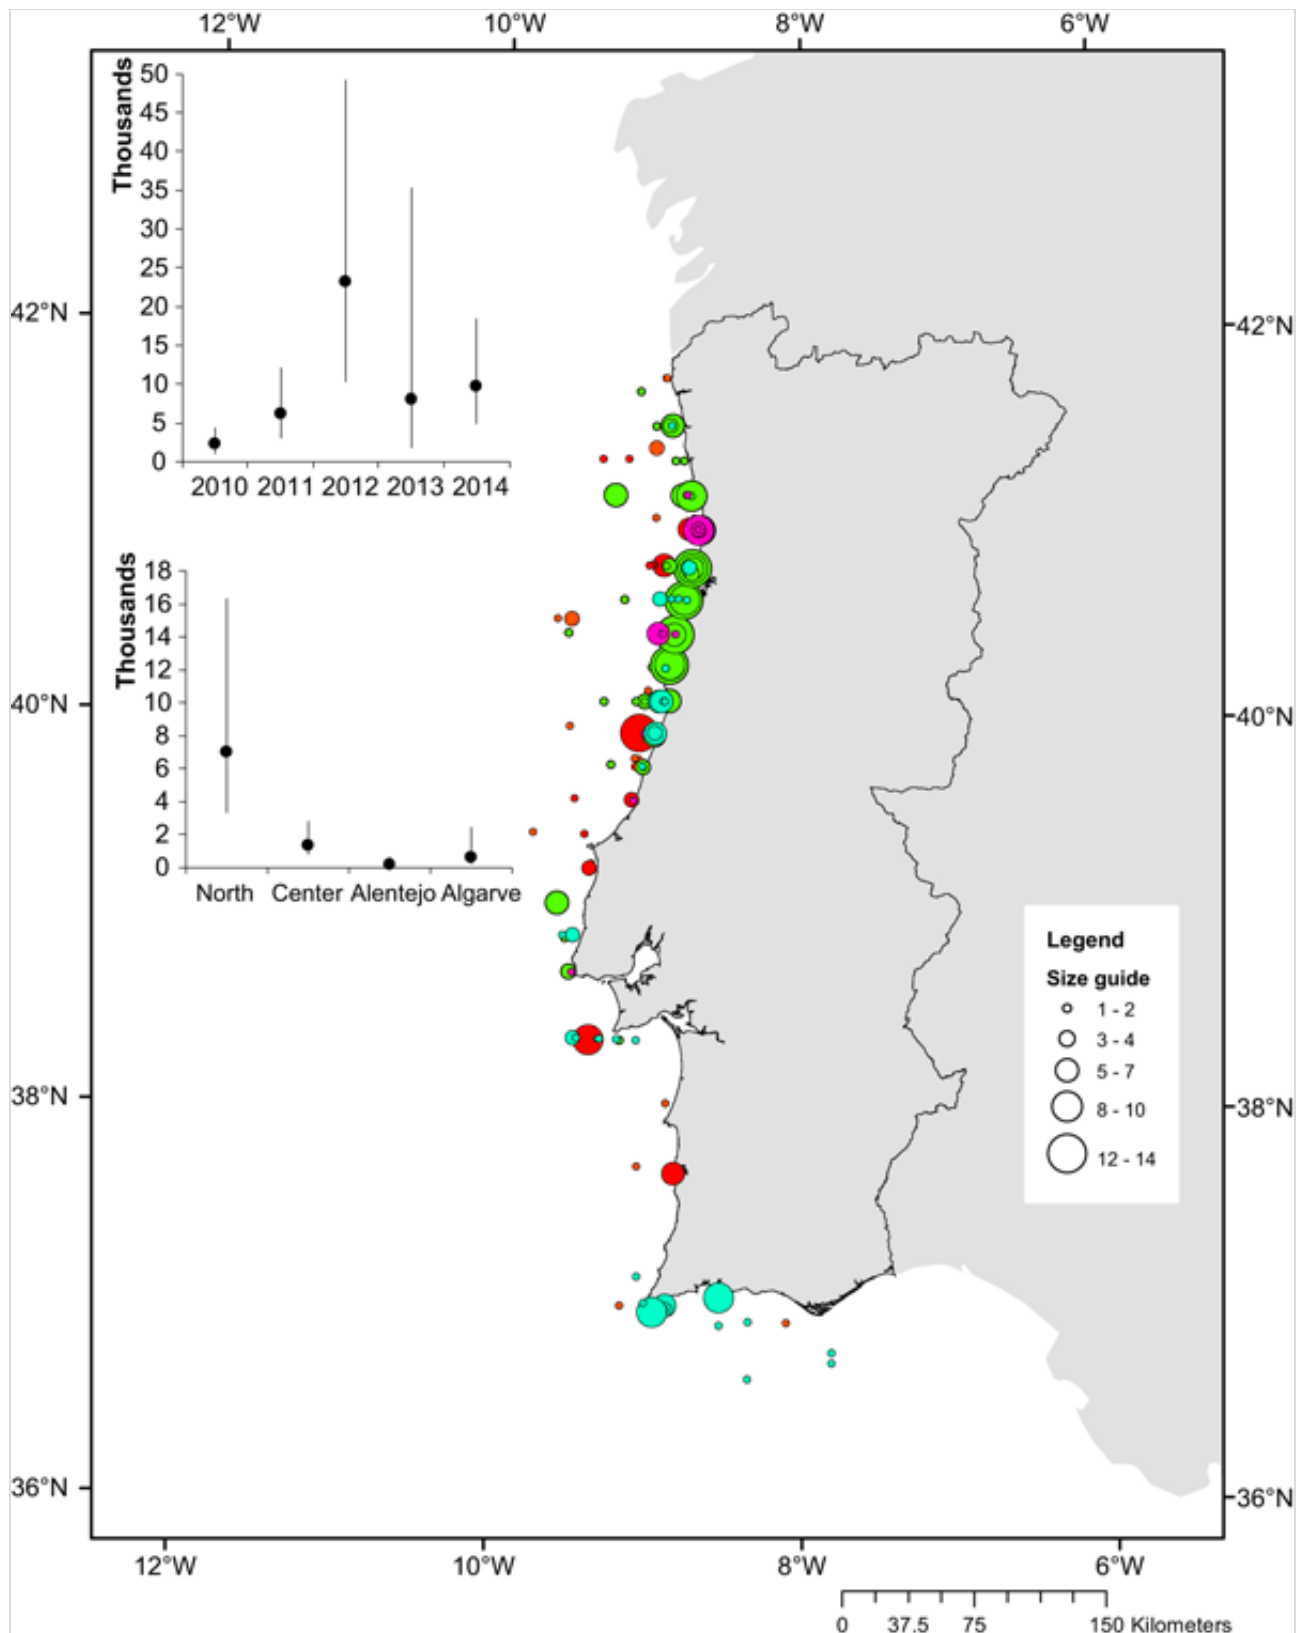 12°W 10°W 8°W 6°W
Thousands
50
45
40
35
30
25
20
15
10
5
0
2010 2011 2012 2013 2014
Thousands
18
16
14
12
10
8
6
4
2
0
North Center Alentejo Algarve
42°N
40°N
38°N
36°N
42°N
40°N
38°N
36°N
Legend
Size guide
1 - 2
3 - 4
5 - 7
8 - 10
12 - 14
12°W 10°W 8°W 6°W
0 37.5 75 150 Kilometers